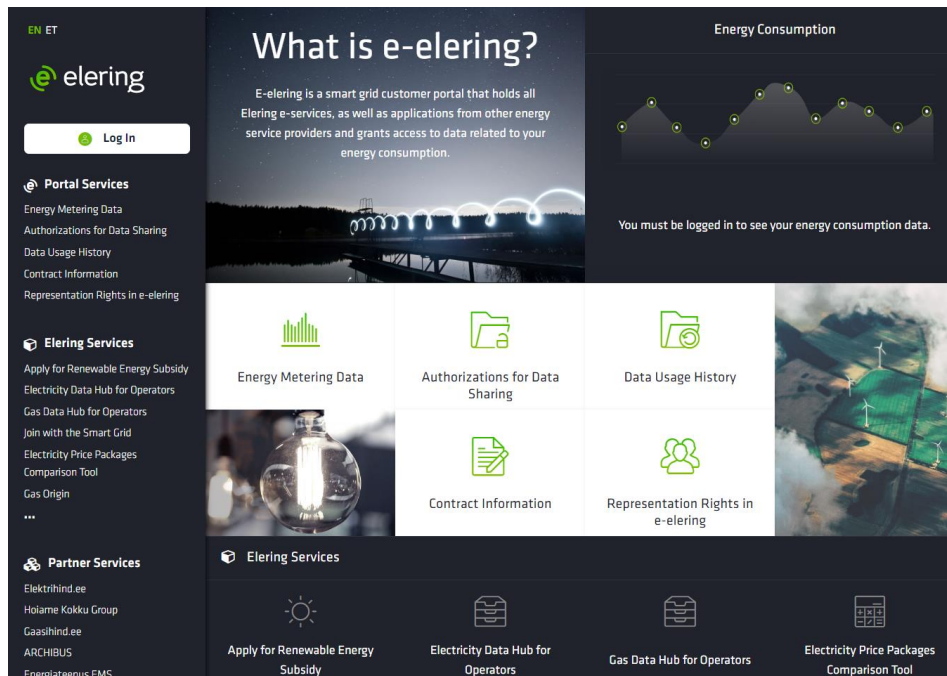 EN ET
elering
Log In
Portal Services
Energy Metering Data
Authorizations for Data Sharing
Data Usage History
Contract Information
Representation Rights in e-elering
Elering Services
Apply for Renewable Energy Subsidy
Electricity Data Hub for Operators
Gas Data Hub for Operators
Join with the Smart Grid
Electricity Price Packages
Comparison Tool
Gas Origin
...
Partner Services
Elektrihind.ee
Hoiame Kokku Group
Gaasihind.ee
ARCHIBUS
Energiateenus EMS
What is e-elering?
E-elering is a smart grid customer portal that holds all
Elering e-services, as well as applications from other energy
service providers and grants access to data related to your
energy consumption.
Energy Consumption
You must be logged in to see your energy consumption data.
Energy Metering Data
Authorizations for Data
Sharing
Data Usage History
Contract Information
Representation Rights in
e-elering
Elering Services
Apply for Renewable Energy
Subsidy
Electricity Data Hub for
Operators
Gas Data Hub for Operators
Electricity Price Packages
Comparison Tool